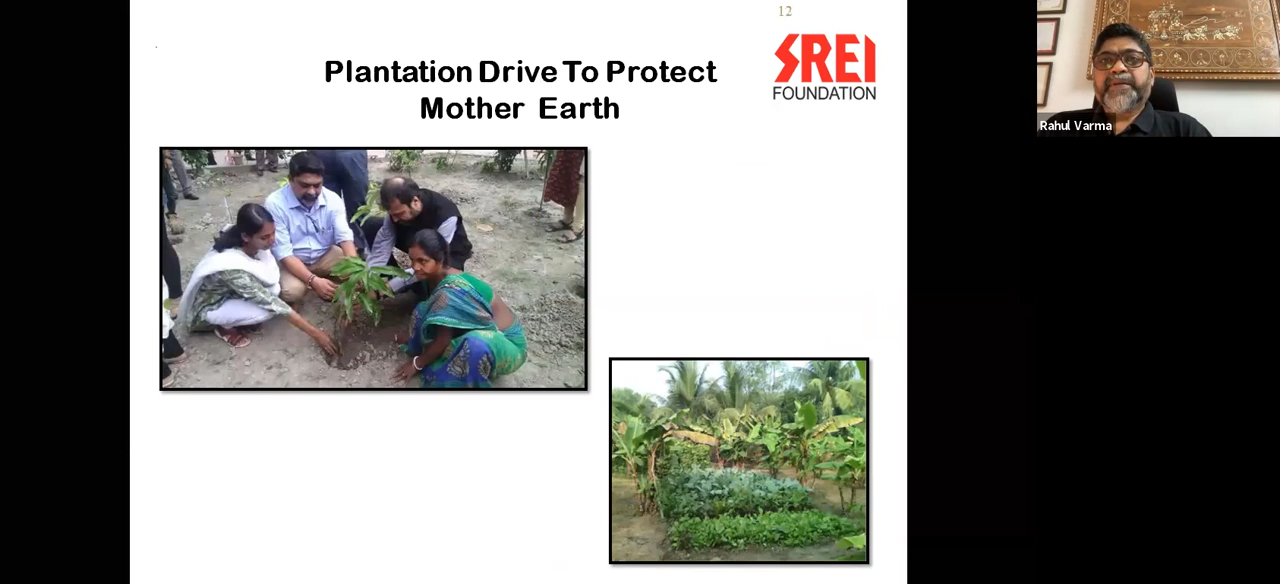 12
SREI
FOUNDATION
Plantation Drive To Protect
Mother Earth
Rahul Varma